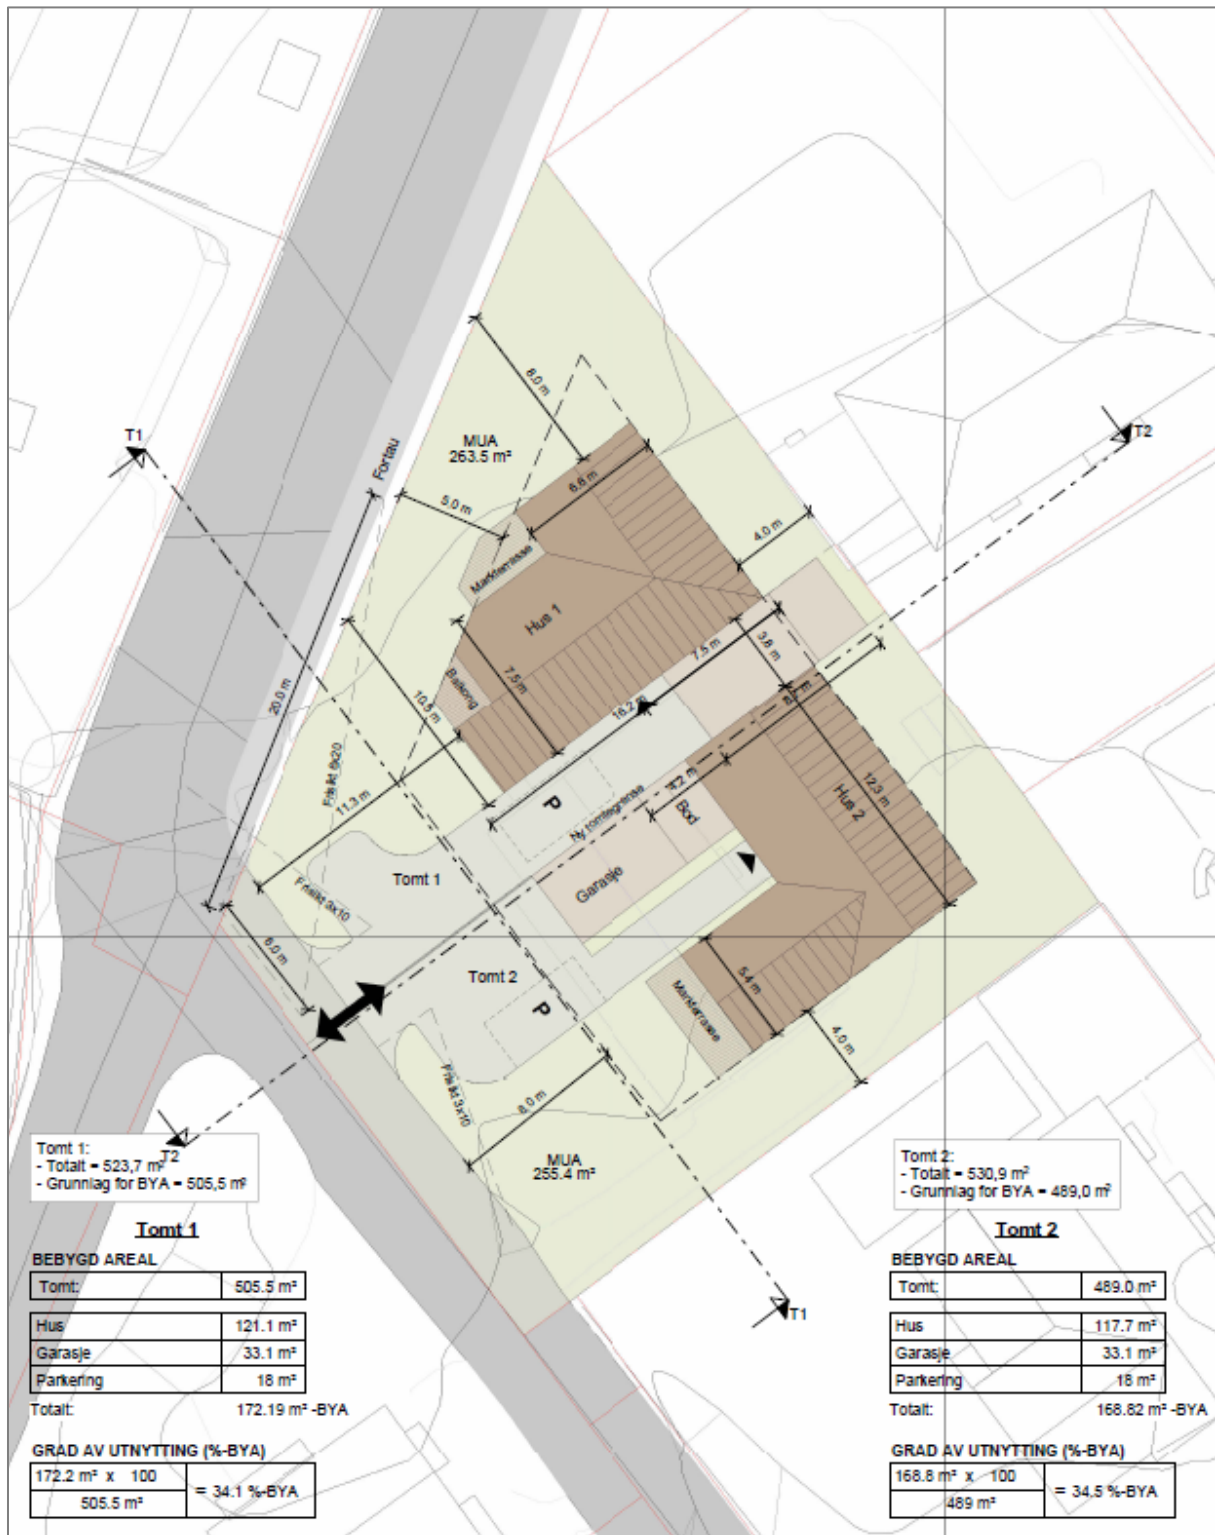 T1
T2
Fortau
MUA
263.5 m²
8.0 m
6.6 m
5.0 m
4.0 m
Markterrasse
Hus 1
7.5 m
3.8 m
Balkong
7.5 m
10.5 m
16.2 m
20.0 m
Frisikt 6x20
11.3 m
P
Ny tomtegrense
4.2 m
Bod
Hus 2
12.3 m
Garasje
Tomt 1
Frisikt 3x10
6.0 m
Tomt 2
P
5.4 m
Markterrasse
4.0 m
Frisikt 3x10
8.0 m
MUA
255.4 m²
T2
T1
Tomt 1:
- Totalt = 523,7 m²
- Grunnlag for BYA = 505,5 m²
Tomt 1
BEBYGD AREAL
Tomt: 505.5 m²
Hus 121.1 m²
Garasje 33.1 m²
Parkering 18 m²
Totalt: 172.19 m² -BYA
GRAD AV UTNYTTING (%-BYA)
172.2 m² x 100
= 34.1 %-BYA
505.5 m²
Tomt 2:
- Totalt = 530,9 m²
- Grunnlag for BYA = 489,0 m²
Tomt 2
BEBYGD AREAL
Tomt: 489.0 m²
Hus 117.7 m²
Garasje 33.1 m²
Parkering 18 m²
Totalt: 168.82 m² -BYA
GRAD AV UTNYTTING (%-BYA)
168.8 m² x 100
= 34.5 %-BYA
489 m²